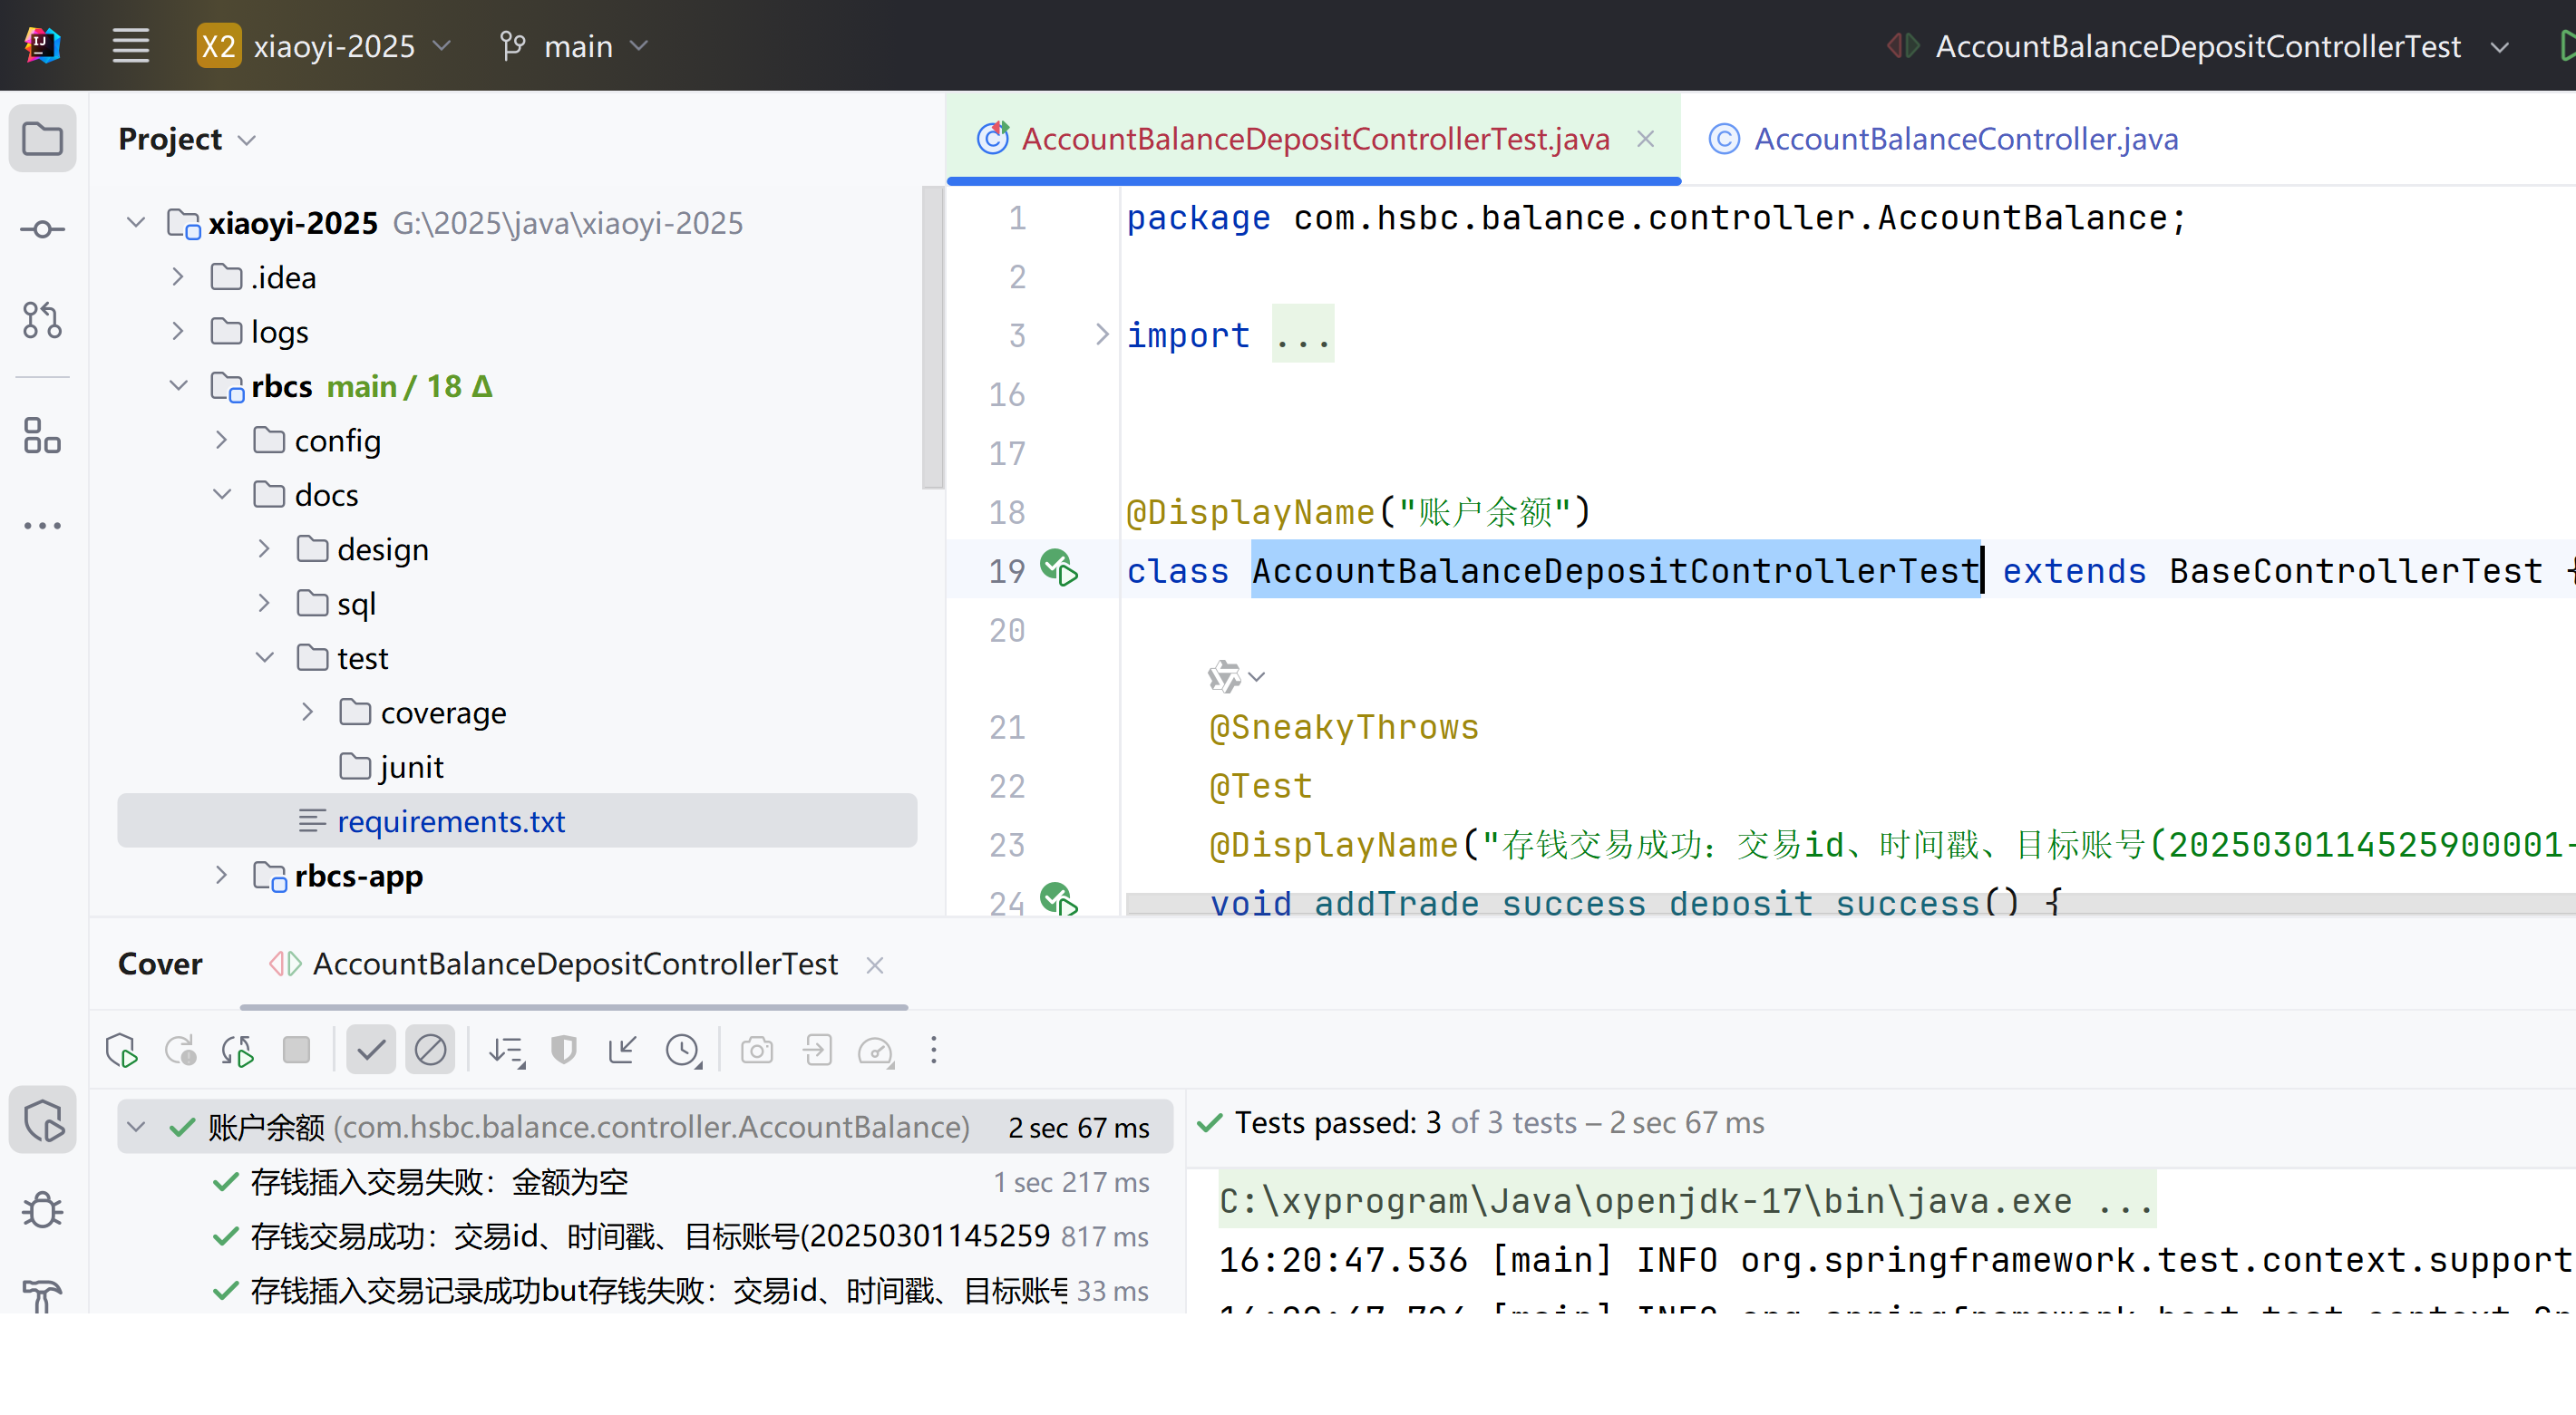 X2 xiaoyi-2025 main AccountBalanceDepositControllerTest
Project
xiaoyi-2025 G:\2025\java\xiaoyi-2025
.idea
logs
rbcs main / 18 Δ
config
docs
design
sql
test
coverage
junit
requirements.txt
rbcs-app
AccountBalanceDepositControllerTest.java AccountBalanceController.java
1 package com.hsbc.balance.controller.AccountBalance;
2
3 import ...
16
17
18 @DisplayName("账户余额")
19 class AccountBalanceDepositControllerTest extends BaseControllerTest {
20
21 @SneakyThrows
22 @Test
23 @DisplayName("存钱交易成功：交易id、时间戳、目标账号(2025030114525900001-
24 void addTrade_success_deposit_success() {
Cover AccountBalanceDepositControllerTest
账户余额 (com.hsbc.balance.controller.AccountBalance) 2 sec 67 ms
存钱插入交易失败：金额为空 1 sec 217 ms
存钱交易成功：交易id、时间戳、目标账号(20250301145259 817 ms
存钱插入交易记录成功but存钱失败：交易id、时间戳、目标账号 33 ms
Tests passed: 3 of 3 tests – 2 sec 67 ms
C:\xyprogram\Java\openjdk-17\bin\java.exe ...
16:20:47.536 [main] INFO org.springframework.test.context.support